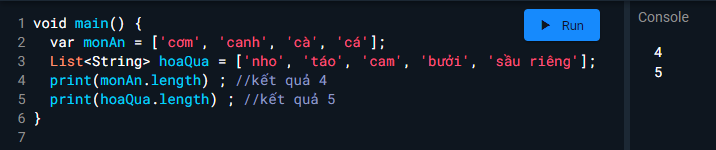 1 void main() {
2 var monAn = ['cơm', 'canh', 'cà', 'cá'];
3 List<String> hoaQua = ['nho', 'táo', 'cam', 'bưởi', 'sầu riêng'];
4 print(monAn.length) ; //kết quả 4
5 print(hoaQua.length) ; //kết quả 5
6 }
7
Run
Console
4
5